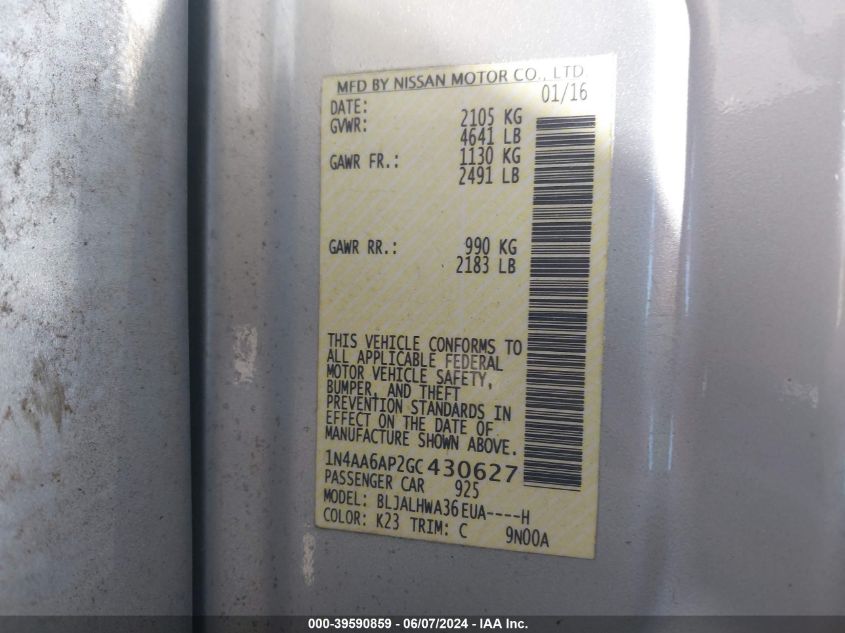 MFD BY NISSAN MOTOR CO., LTD
DATE: 01/16
GVWR: 2105 KG
4641 LB
GAWR FR.: 1130 KG
2491 LB
GAWR RR.: 990 KG
2183 LB
THIS VEHICLE CONFORMS TO
ALL APPLICABLE FEDERAL
MOTOR VEHICLE SAFETY,
BUMPER, AND THEFT
PREVENTION STANDARDS IN
EFFECT ON THE DATE OF
MANUFACTURE SHOWN ABOVE.
1N4AA6AP2GC430627
PASSENGER CAR 925
MODEL: BLJALHWA36EUA----H
COLOR: K23 TRIM: C 9N00A
000-39590859 - 06/07/2024 - IAA Inc.